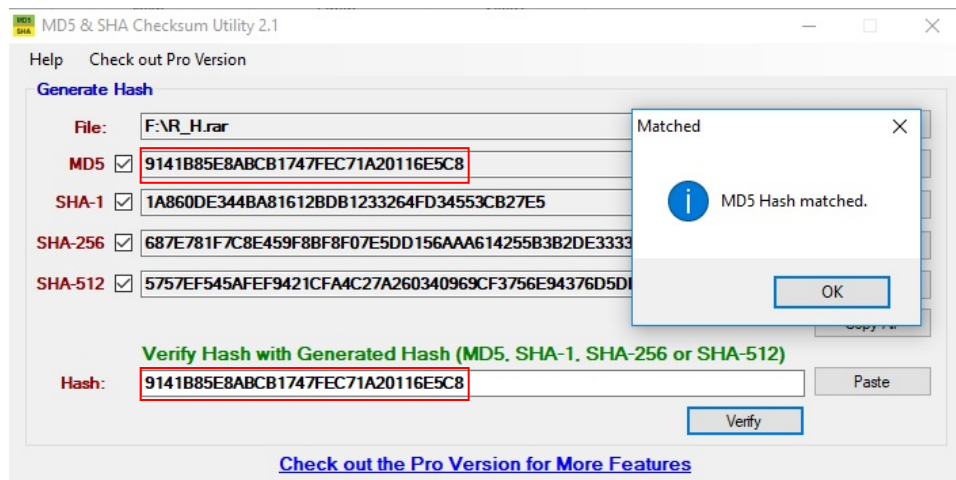 MD5 SHA MD5 & SHA Checksum Utility 2.1
Help Check out Pro Version
Generate Hash
File: F:\R_H.rar
MD5 9141B85E8ABCB1747FEC71A20116E5C8
SHA-1 1A860DE344BA81612BDB1233264FD34553CB27E5
SHA-256 687E781F7C8E459F8BF8F07E5DD156AAA614255B3B2DE3333
SHA-512 5757EF545AFEF9421CFA4C27A260340969CF3756E94376D5D
Matched
MD5 Hash matched.
OK
Verify Hash with Generated Hash (MD5, SHA-1, SHA-256 or SHA-512)
Hash: 9141B85E8ABCB1747FEC71A20116E5C8 Paste
Verify
Check out the Pro Version for More Features